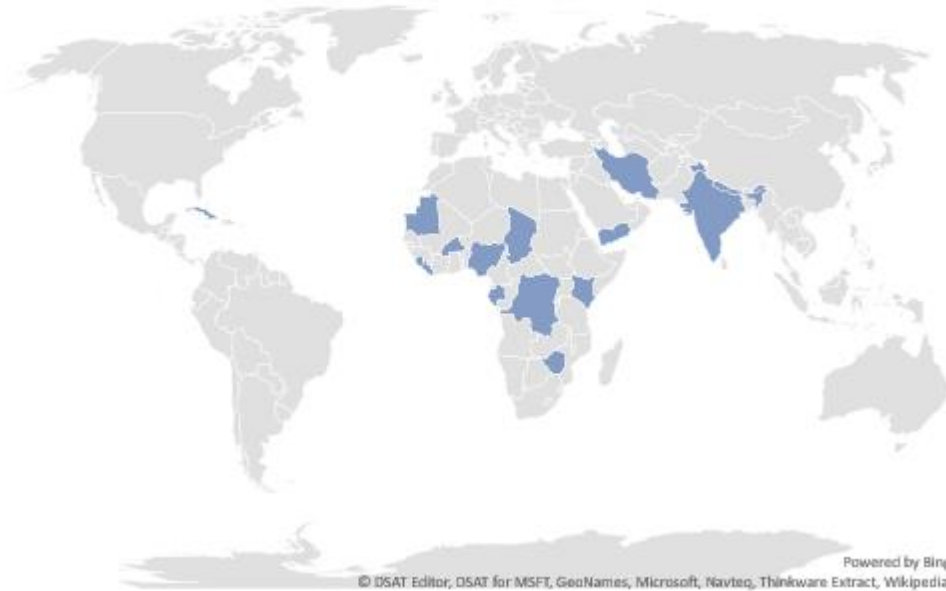 Powered by Bing
© DSAT Editor, DSAT for MSFT, GeoNames, Microsoft, Navteq, Thinkware Extract, Wikipedia